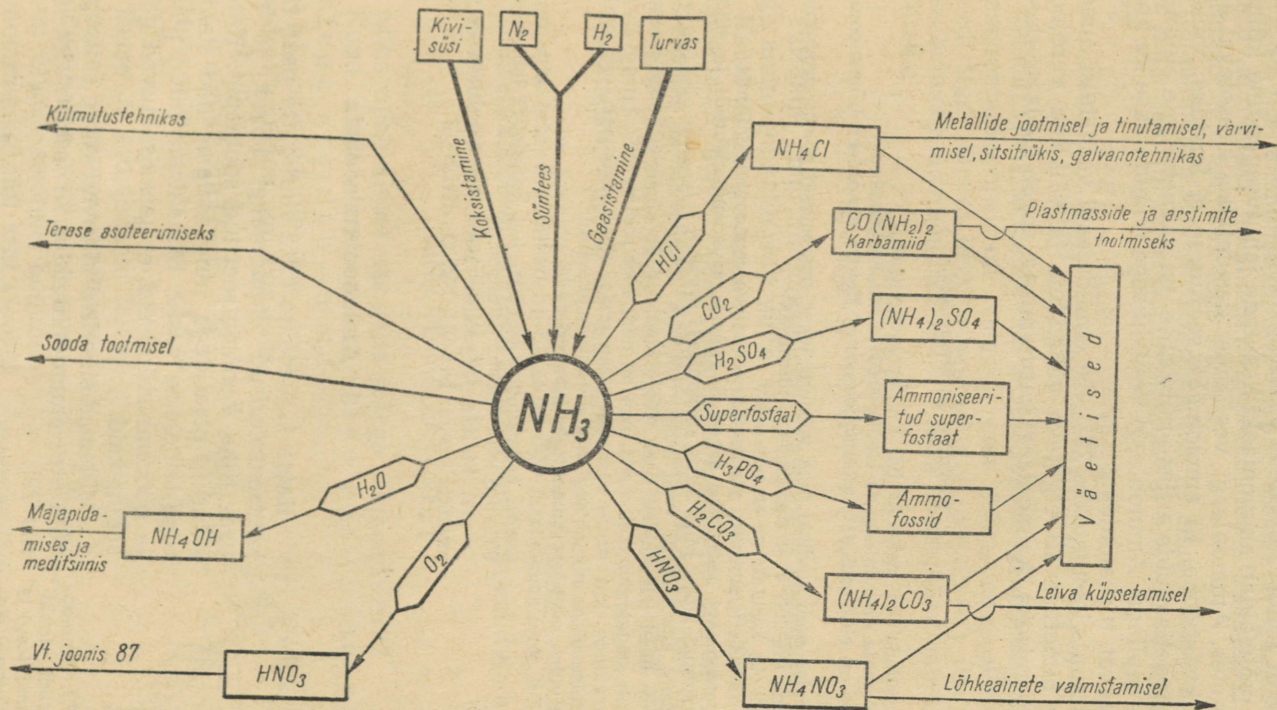 Kivi-
süsi
N2
H2
Turvas
Koksistamine
Süntees
Gaasistamine
Külmutustehnikas
Terase asoteerimiseks
Sooda tootmisel
NH3
HCl
NH4Cl
Metallide jootmisel ja tinutamisel, värvi-
misel, sitsitrükis, galvanotehnikas
CO2
CO(NH2)2
Karbamiid
Plastmasside ja arstimite
tootmiseks
H2SO4
(NH4)2SO4
Superfosfaat
Ammoniseeri-
tud super-
fosfaat
H3PO4
Ammo-
fossid
H2CO3
(NH4)2CO3
Leiva küpsetamisel
HNO3
NH4NO3
Lõhkeainete valmistamisel
Väetised
H2O
NH4OH
Majapida-
mises ja
meditsiinis
O2
HNO3
Vt. joonis 87